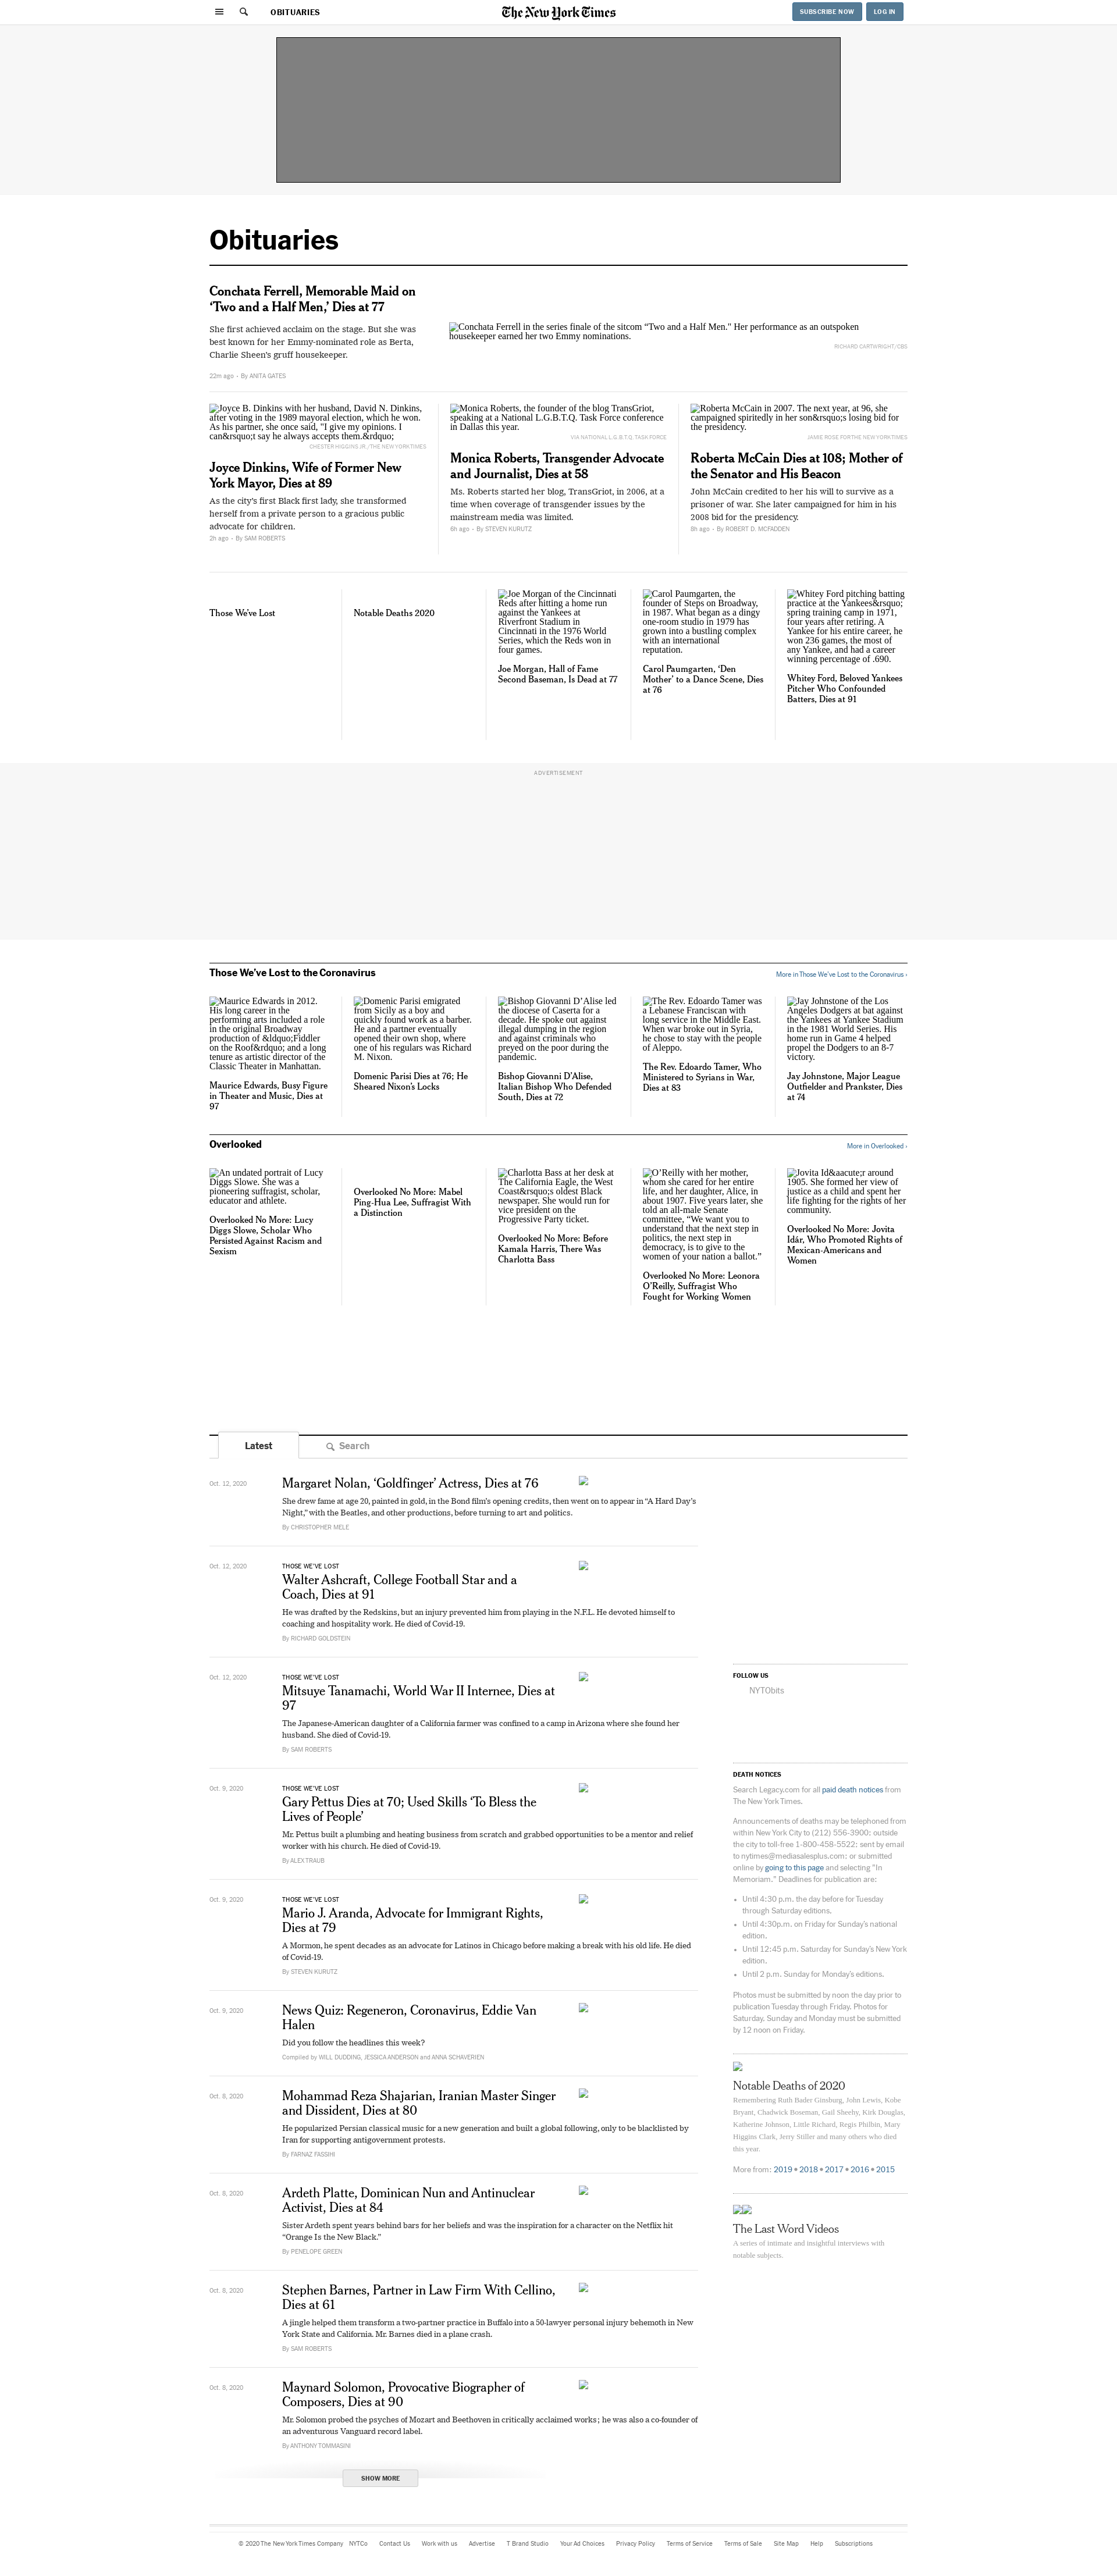 OBITUARIES
The New York Times
SUBSCRIBE NOW
LOG IN
Obituaries
Conchata Ferrell, Memorable Maid on
‘Two and a Half Men,’ Dies at 77
She first achieved acclaim on the stage. But she was
best known for her Emmy-nominated role as Berta,
Charlie Sheen’s gruff housekeeper.
22m ago - By ANITA GATES
Conchata Ferrell in the series finale of the sitcom “Two and a Half Men." Her performance as an outspoken
housekeeper earned her two Emmy nominations.
RICHARD CARTWRIGHT/CBS
Joyce B. Dinkins with her husband, David N. Dinkins,
after voting in the 1989 mayoral election, which he won.
As his partner, she once said, "I give my opinions. I
can&rsquo;t say he always accepts them.&rdquo;
CHESTER HIGGINS JR./THE NEW YORK TIMES
Joyce Dinkins, Wife of Former New
York Mayor, Dies at 89
As the city’s first Black first lady, she transformed
herself from a private person to a gracious public
advocate for children.
2h ago - By SAM ROBERTS
Monica Roberts, the founder of the blog TransGriot,
speaking at a National L.G.B.T.Q. Task Force conference
in Dallas this year.
VIA NATIONAL L.G.B.T.Q. TASK FORCE
Monica Roberts, Transgender Advocate
and Journalist, Dies at 58
Ms. Roberts started her blog, TransGriot, in 2006, at a
time when coverage of transgender issues by the
mainstream media was limited.
6h ago - By STEVEN KURUTZ
Roberta McCain in 2007. The next year, at 96, she
campaigned spiritedly in her son&rsquo;s losing bid for
the presidency.
JAMIE ROSE FOR THE NEW YORK TIMES
Roberta McCain Dies at 108; Mother of
the Senator and His Beacon
John McCain credited to her his will to survive as a
prisoner of war. She later campaigned for him in his
2008 bid for the presidency.
8h ago - By ROBERT D. MCFADDEN
Those We’ve Lost
Notable Deaths 2020
Joe Morgan of the Cincinnati
Reds after hitting a home run
against the Yankees at
Riverfront Stadium in
Cincinnati in the 1976 World
Series, which the Reds won in
four games.
Joe Morgan, Hall of Fame
Second Baseman, Is Dead at 77
Carol Paumgarten, the
founder of Steps on Broadway,
in 1987. What began as a dingy
one-room studio in 1979 has
grown into a bustling complex
with an international
reputation.
Carol Paumgarten, ‘Den
Mother’ to a Dance Scene, Dies
at 76
Whitey Ford pitching batting
practice at the Yankees&rsquo;
spring training camp in 1971,
four years after retiring. A
Yankee for his entire career, he
won 236 games, the most of
any Yankee, and had a career
winning percentage of .690.
Whitey Ford, Beloved Yankees
Pitcher Who Confounded
Batters, Dies at 91
ADVERTISEMENT
Those We’ve Lost to the Coronavirus
More in Those We’ve Lost to the Coronavirus ›
Maurice Edwards in 2012.
His long career in the
performing arts included a role
in the original Broadway
production of &ldquo;Fiddler
on the Roof&rdquo; and a long
tenure as artistic director of the
Classic Theater in Manhattan.
Maurice Edwards, Busy Figure
in Theater and Music, Dies at
97
Domenic Parisi emigrated
from Sicily as a boy and
quickly found work as a barber.
He and a partner eventually
opened their own shop, where
one of his regulars was Richard
M. Nixon.
Domenic Parisi Dies at 76; He
Sheared Nixon’s Locks
Bishop Giovanni D’Alise led
the diocese of Caserta for a
decade. He spoke out against
illegal dumping in the region
and against criminals who
preyed on the poor during the
pandemic.
Bishop Giovanni D’Alise,
Italian Bishop Who Defended
South, Dies at 72
The Rev. Edoardo Tamer was
a Lebanese Franciscan with
long service in the Middle East.
When war broke out in Syria,
he chose to stay with the people
of Aleppo.
The Rev. Edoardo Tamer, Who
Ministered to Syrians in War,
Dies at 83
Jay Johnstone of the Los
Angeles Dodgers at bat against
the Yankees at Yankee Stadium
in the 1981 World Series. His
home run in Game 4 helped
propel the Dodgers to an 8-7
victory.
Jay Johnstone, Major League
Outfielder and Prankster, Dies
at 74
Overlooked
More in Overlooked ›
An undated portrait of Lucy
Diggs Slowe. She was a
pioneering suffragist, scholar,
educator and athlete.
Overlooked No More: Lucy
Diggs Slowe, Scholar Who
Persisted Against Racism and
Sexism
Overlooked No More: Mabel
Ping-Hua Lee, Suffragist With
a Distinction
Charlotta Bass at her desk at
The California Eagle, the West
Coast&rsquo;s oldest Black
newspaper. She would run for
vice president on the
Progressive Party ticket.
Overlooked No More: Before
Kamala Harris, There Was
Charlotta Bass
O’Reilly with her mother,
whom she cared for her entire
life, and her daughter, Alice, in
about 1907. Five years later, she
told an all-male Senate
committee, “We want you to
understand that the next step in
politics, the next step in
democracy, is to give to the
women of your nation a ballot.”
Overlooked No More: Leonora
O’Reilly, Suffragist Who
Fought for Working Women
Jovita Id&aacute;r around
1905. She formed her view of
justice as a child and spent her
life fighting for the rights of her
community.
Overlooked No More: Jovita
Idár, Who Promoted Rights of
Mexican-Americans and
Women
Latest
Search
Oct. 12, 2020
Margaret Nolan, ‘Goldfinger’ Actress, Dies at 76
She drew fame at age 20, painted in gold, in the Bond film’s opening credits, then went on to appear in “A Hard Day’s
Night,” with the Beatles, and other productions, before turning to art and politics.
By CHRISTOPHER MELE
Oct. 12, 2020
THOSE WE’VE LOST
Walter Ashcraft, College Football Star and a
Coach, Dies at 91
He was drafted by the Redskins, but an injury prevented him from playing in the N.F.L. He devoted himself to
coaching and hospitality work. He died of Covid-19.
By RICHARD GOLDSTEIN
Oct. 12, 2020
THOSE WE’VE LOST
Mitsuye Tanamachi, World War II Internee, Dies at
97
The Japanese-American daughter of a California farmer was confined to a camp in Arizona where she found her
husband. She died of Covid-19.
By SAM ROBERTS
Oct. 9, 2020
THOSE WE’VE LOST
Gary Pettus Dies at 70; Used Skills ‘To Bless the
Lives of People’
Mr. Pettus built a plumbing and heating business from scratch and grabbed opportunities to be a mentor and relief
worker with his church. He died of Covid-19.
By ALEX TRAUB
Oct. 9, 2020
THOSE WE’VE LOST
Mario J. Aranda, Advocate for Immigrant Rights,
Dies at 79
A Mormon, he spent decades as an advocate for Latinos in Chicago before making a break with his old life. He died
of Covid-19.
By STEVEN KURUTZ
Oct. 9, 2020
News Quiz: Regeneron, Coronavirus, Eddie Van
Halen
Did you follow the headlines this week?
Compiled by WILL DUDDING, JESSICA ANDERSON and ANNA SCHAVERIEN
Oct. 8, 2020
Mohammad Reza Shajarian, Iranian Master Singer
and Dissident, Dies at 80
He popularized Persian classical music for a new generation and built a global following, only to be blacklisted by
Iran for supporting antigovernment protests.
By FARNAZ FASSIHI
Oct. 8, 2020
Ardeth Platte, Dominican Nun and Antinuclear
Activist, Dies at 84
Sister Ardeth spent years behind bars for her beliefs and was the inspiration for a character on the Netflix hit
“Orange Is the New Black.”
By PENELOPE GREEN
Oct. 8, 2020
Stephen Barnes, Partner in Law Firm With Cellino,
Dies at 61
A jingle helped them transform a two-partner practice in Buffalo into a 50-lawyer personal injury behemoth in New
York State and California. Mr. Barnes died in a plane crash.
By SAM ROBERTS
Oct. 8, 2020
Maynard Solomon, Provocative Biographer of
Composers, Dies at 90
Mr. Solomon probed the psyches of Mozart and Beethoven in critically acclaimed works; he was also a co-founder of
an adventurous Vanguard record label.
By ANTHONY TOMMASINI
SHOW MORE
FOLLOW US
NYTObits
DEATH NOTICES
Search Legacy.com for all paid death notices from
The New York Times.
Announcements of deaths may be telephoned from
within New York City to (212) 556-3900; outside
the city to toll-free 1-800-458-5522; sent by email
to nytimes@mediasalesplus.com; or submitted
online by going to this page and selecting "In
Memoriam." Deadlines for publication are:
• Until 4:30 p.m. the day before for Tuesday
through Saturday editions.
• Until 4:30p.m. on Friday for Sunday’s national
edition.
• Until 12:45 p.m. Saturday for Sunday’s New York
edition.
• Until 2 p.m. Sunday for Monday’s editions.
Photos must be submitted by noon the day prior to
publication Tuesday through Friday. Photos for
Saturday, Sunday and Monday must be submitted
by 12 noon on Friday.
Notable Deaths of 2020
Remembering Ruth Bader Ginsburg, John Lewis, Kobe
Bryant, Chadwick Boseman, Gail Sheehy, Kirk Douglas,
Katherine Johnson, Little Richard, Regis Philbin, Mary
Higgins Clark, Jerry Stiller and many others who died
this year.
More from: 2019 • 2018 • 2017 • 2016 • 2015
The Last Word Videos
A series of intimate and insightful interviews with
notable subjects.
© 2020 The New York Times Company NYTCo Contact Us Work with us Advertise T Brand Studio Your Ad Choices Privacy Policy Terms of Service Terms of Sale Site Map Help Subscriptions